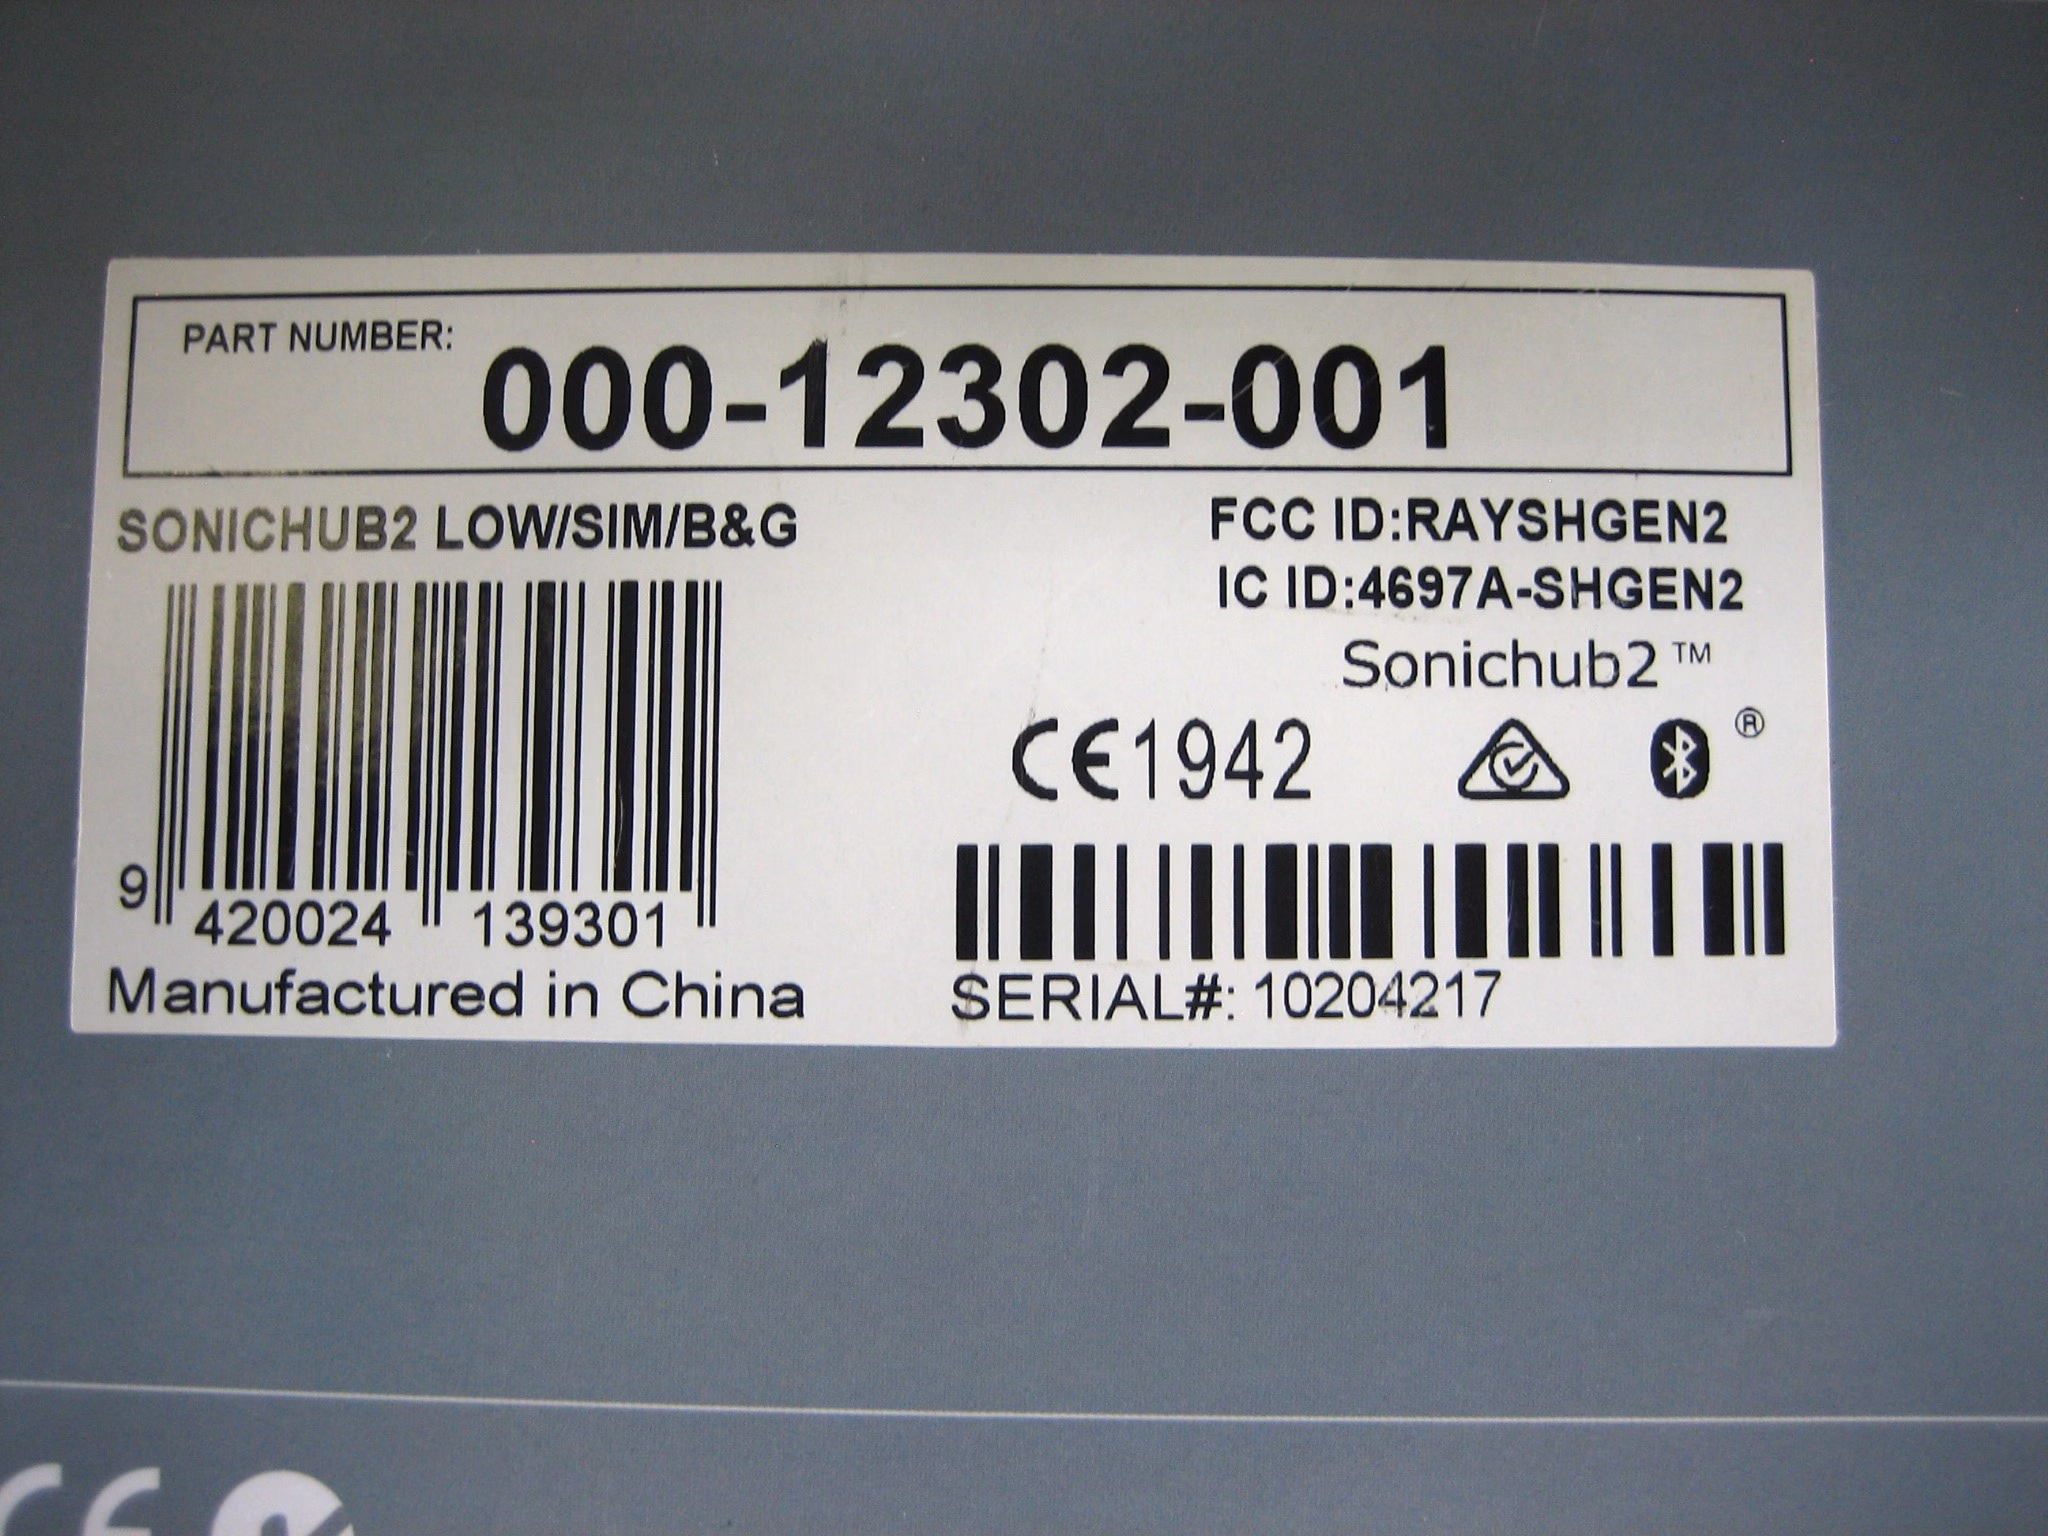 PART NUMBER:
000-12302-001
SONICHUB2 LOW/SIM/B&G
FCC ID:RAYSHGEN2
IC ID:4697A-SHGEN2
Sonichub2™
CE1942
®
9 420024 139301
Manufactured in China
SERIAL#: 10204217
CE